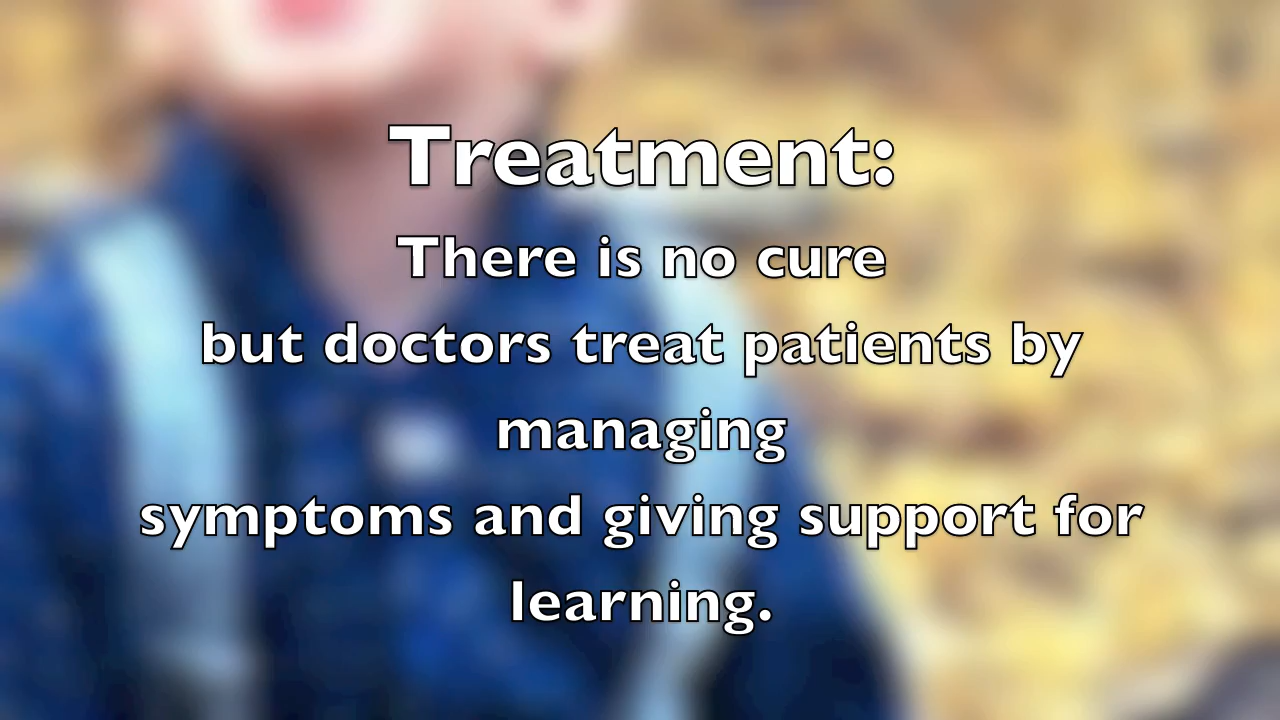 Treatment:
There is no cure
but doctors treat patients by
managing
symptoms and giving support for
learning.